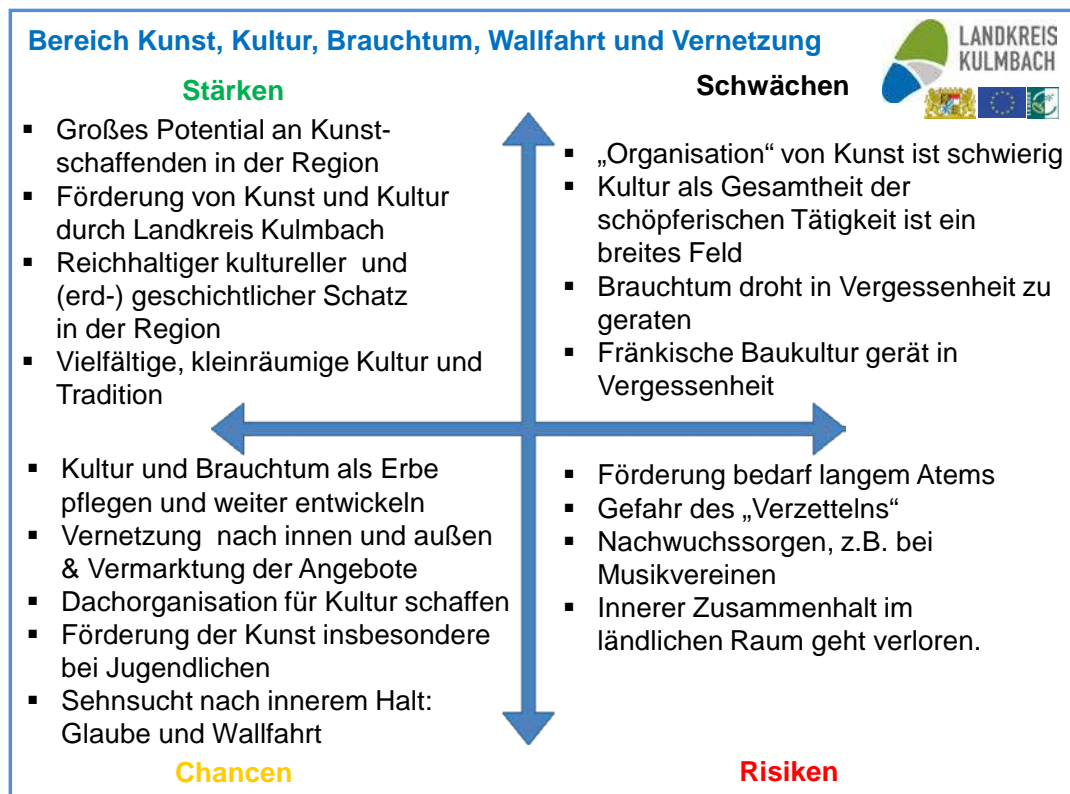 Bereich Kunst, Kultur, Brauchtum, Wallfahrt und Vernetzung
LANDKREIS
KULMBACH
Stärken
▪ Großes Potential an Kunst-
schaffenden in der Region
▪ Förderung von Kunst und Kultur
durch Landkreis Kulmbach
▪ Reichhaltiger kultureller und
(erd-) geschichtlicher Schatz
in der Region
▪ Vielfältige, kleinräumige Kultur und
Tradition
Schwächen
▪ „Organisation“ von Kunst ist schwierig
▪ Kultur als Gesamtheit der
schöpferischen Tätigkeit ist ein
breites Feld
▪ Brauchtum droht in Vergessenheit zu
geraten
▪ Fränkische Baukultur gerät in
Vergessenheit
▪ Kultur und Brauchtum als Erbe
pflegen und weiter entwickeln
▪ Vernetzung nach innen und außen
& Vermarktung der Angebote
▪ Dachorganisation für Kultur schaffen
▪ Förderung der Kunst insbesondere
bei Jugendlichen
▪ Sehnsucht nach innerem Halt:
Glaube und Wallfahrt
Chancen
▪ Förderung bedarf langem Atems
▪ Gefahr des „Verzettelns“
▪ Nachwuchssorgen, z.B. bei
Musikvereinen
▪ Innerer Zusammenhalt im
ländlichen Raum geht verloren.
Risiken